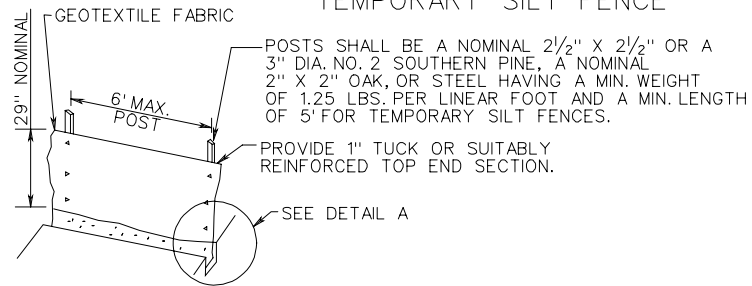 TEMPORARY SILT FENCE
GEOTEXTILE FABRIC
29" NOMINAL
6' MAX.
POST
POSTS SHALL BE A NOMINAL 2½" X 2½" OR A
3" DIA. NO. 2 SOUTHERN PINE, A NOMINAL
2" X 2" OAK, OR STEEL HAVING A MIN. WEIGHT
OF 1.25 LBS. PER LINEAR FOOT AND A MIN. LENGTH
OF 5' FOR TEMPORARY SILT FENCES.
PROVIDE 1" TUCK OR SUITABLY
REINFORCED TOP END SECTION.
SEE DETAIL A